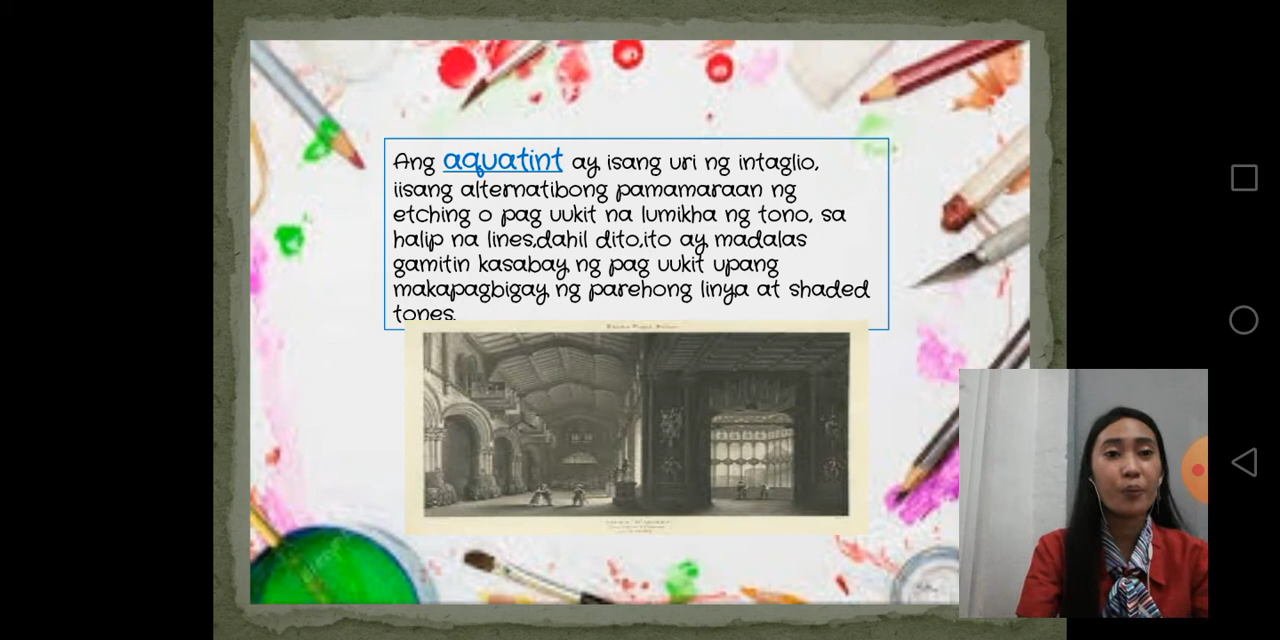 Ang aquatint ay isang uri ng intaglio,
iisang alternatibong pamamaraan ng
etching o pag uukit na lumikha ng tono, sa
halip na lines,dahil dito,ito ay madalas
gamitin kasabay ng pag uukit upang
makapagbigay ng parehong linya at shaded
tones.